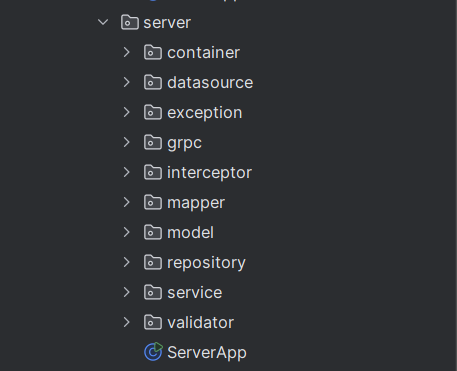 server
container
datasource
exception
grpc
interceptor
mapper
model
repository
service
validator
ServerApp